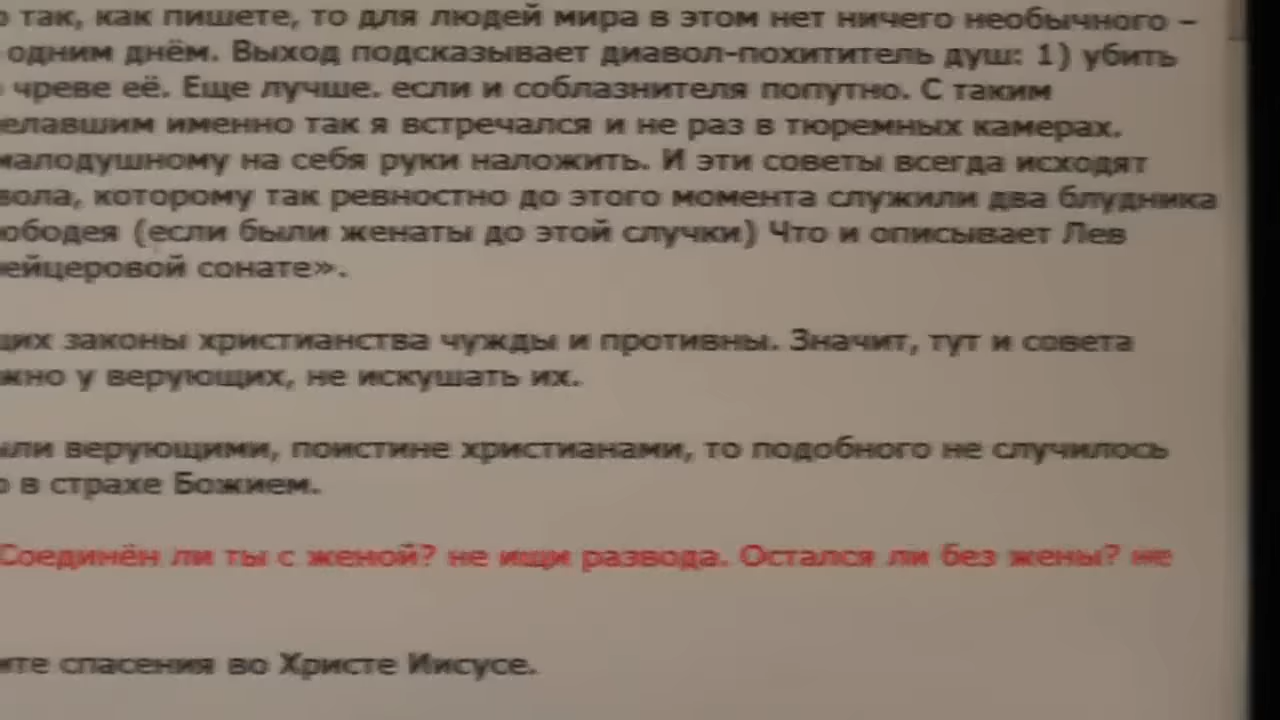 так, как пишете, то для людей мира в этом нет ничего необычного –
одним днём. Выход подсказывает диавол-похититель душ: 1) убить
чреве её. Еще лучше. если и соблазнителя попутно. С таким
елавшим именно так я встречался и не раз в тюремных камерах.
малодушному на себя руки наложить. И эти советы всегда исходят
вола, которому так ревностно до этого момента служили два блудника
ободея (если были женаты до этой случки) Что и описывает Лев
ейцеровой сонате».
щих законы христианства чужды и противны. Значит, тут и совета
жно у верующих, не искушать их.
ыли верующими, поистине христианами, то подобного не случилось
в страхе Божием.
Соединён ли ты с женой? не ищи развода. Остался ли без жены? не
ите спасения во Христе Иисусе.